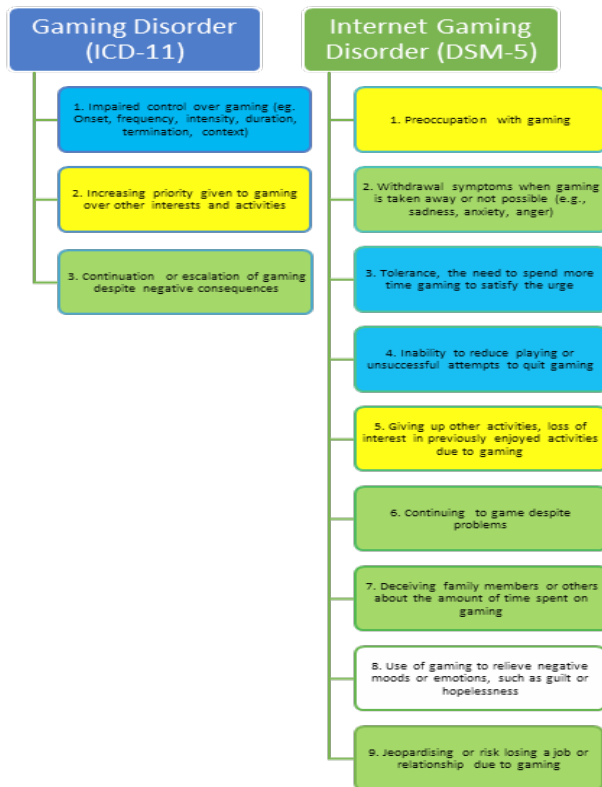 Gaming Disorder
(ICD-11)
1. Impaired control over gaming (eg.
Onset, frequency, intensity, duration,
termination, context)
2. Increasing priority given to gaming
over other interests and activities
3. Continuation or escalation of gaming
despite negative consequences
Internet Gaming
Disorder (DSM-5)
1. Preoccupation with gaming
2. Withdrawal symptoms when gaming
is taken away or not possible (e.g.,
sadness, anxiety, anger)
3. Tolerance, the need to spend more
time gaming to satisfy the urge
4. Inability to reduce playing or
unsuccessful attempts to quit gaming
5. Giving up other activities, loss of
interest in previously enjoyed activities
due to gaming
6. Continuing to game despite
problems
7. Deceiving family members or others
about the amount of time spent on
gaming
8. Use of gaming to relieve negative
moods or emotions, such as guilt or
hopelessness
9. Jeopardising or risk losing a job or
relationship due to gaming